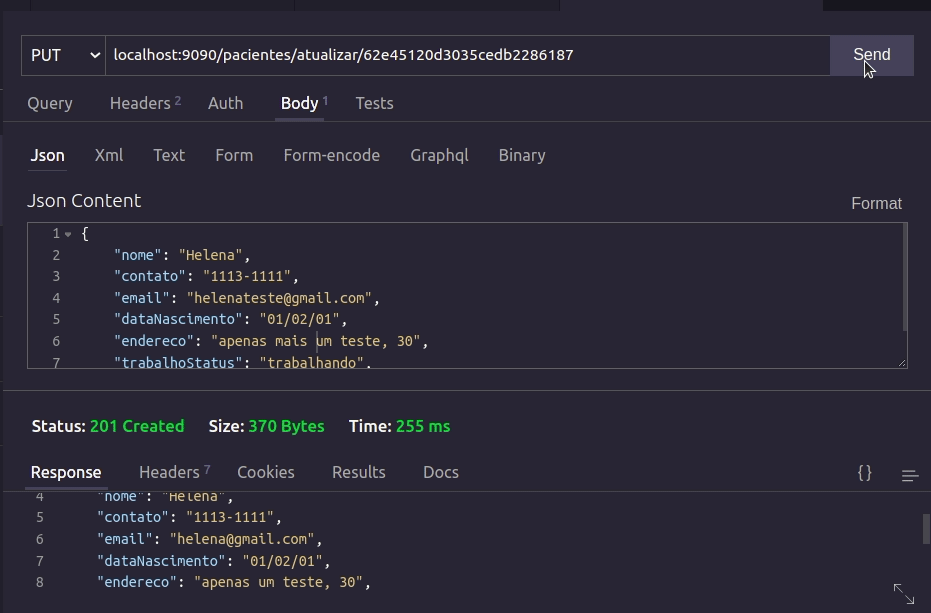 PUT localhost:9090/pacientes/atualizar/62e45120d3035cedb2286187 Send
Query Headers 2 Auth Body 1 Tests
Json Xml Text Form Form-encode Graphql Binary
Json Content Format
1 {
2 "nome": "Helena",
3 "contato": "1113-1111",
4 "email": "helenateste@gmail.com",
5 "dataNascimento": "01/02/01",
6 "endereco": "apenas mais um teste, 30",
7 "trabalhoStatus": "trabalhando",
Status: 201 Created Size: 370 Bytes Time: 255 ms
Response Headers 7 Cookies Results Docs {}
4 "nome": "Helena",
5 "contato": "1113-1111",
6 "email": "helena@gmail.com",
7 "dataNascimento": "01/02/01",
8 "endereco": "apenas um teste, 30",